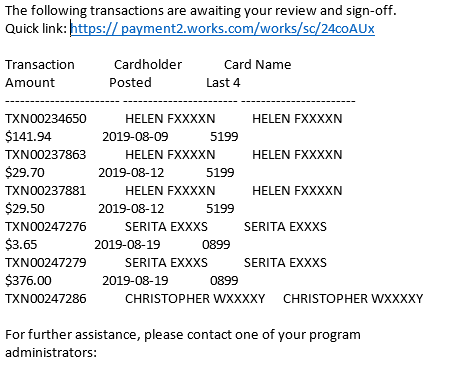 The following transactions are awaiting your review and sign-off.
Quick link: https:// payment2.works.com/works/sc/24coAUx
Transaction Cardholder Card Name
Amount Posted Last 4
----------------------- ----------------------- -----------------------
TXN00234650 HELEN FXXXXN HELEN FXXXXN
$141.94 2019-08-09 5199
TXN00237863 HELEN FXXXXN HELEN FXXXXN
$29.70 2019-08-12 5199
TXN00237881 HELEN FXXXXN HELEN FXXXXN
$29.50 2019-08-12 5199
TXN00247276 SERITA EXXXS SERITA EXXXS
$3.65 2019-08-19 0899
TXN00247279 SERITA EXXXS SERITA EXXXS
$376.00 2019-08-19 0899
TXN00247286 CHRISTOPHER WXXXXY CHRISTOPHER WXXXXY
For further assistance, please contact one of your program
administrators: